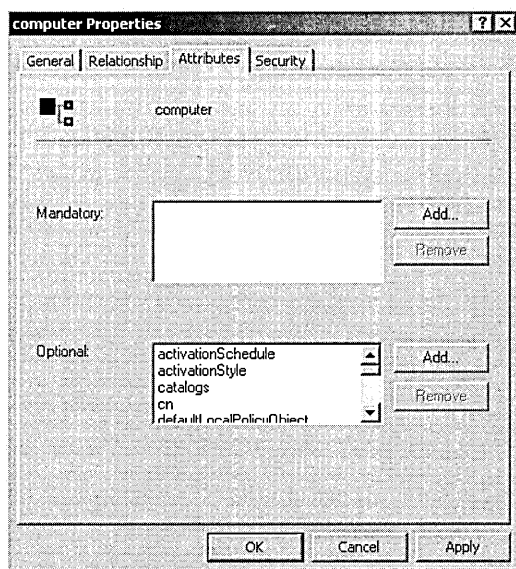 computer Properties
General Relationship Attributes Security
computer
Mandatory:
Add...
Remove
Optional:
activationSchedule
activationStyle
catalogs
cn
defaultLocalPolicyObject
Add...
Remove
OK Cancel Apply